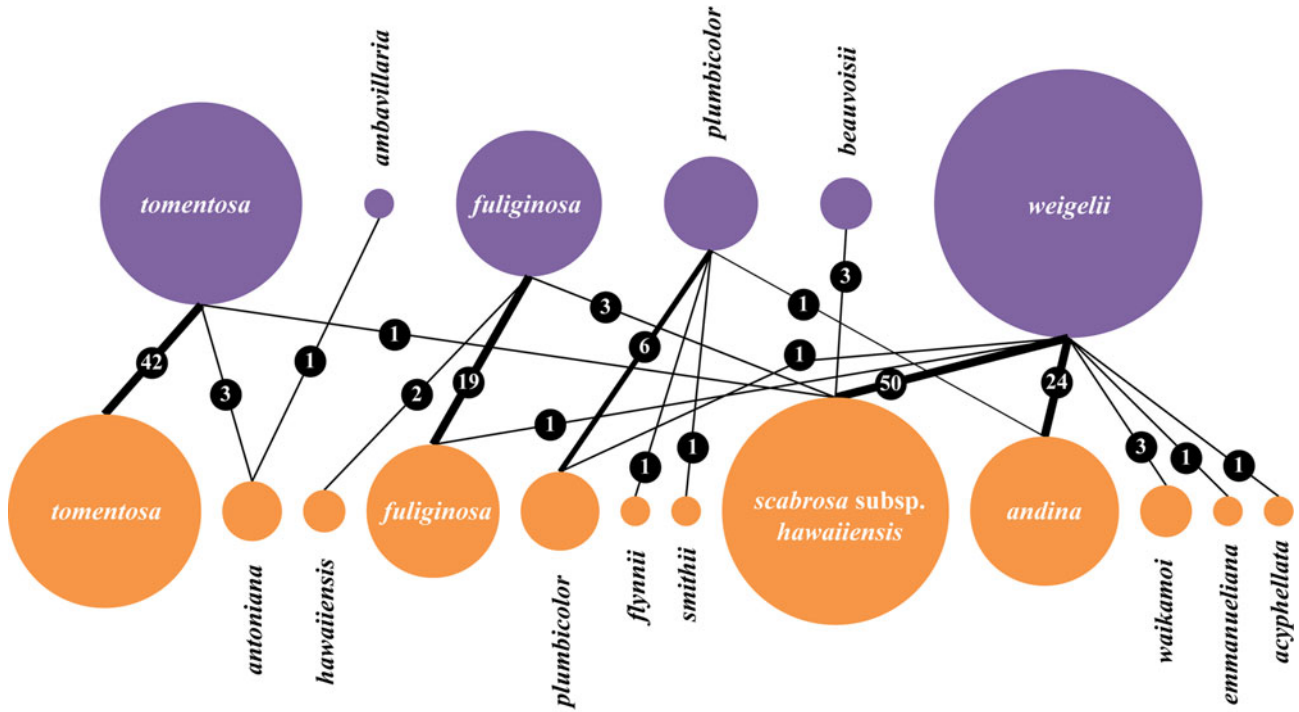 ambavillaria
plumbicolor
beauvoisii
tomentosa
fuliginosa
weigelii
3
3
1
1
1
42
1
6
1
3
2
19
50
24
1
1
1
3
1
1
tomentosa
fuliginosa
scabrosa subsp.
hawaiiensis
andina
antoniana
hawaiiensis
plumbicolor
flynnii
smithii
waikamoi
emmanueliana
acyphellata